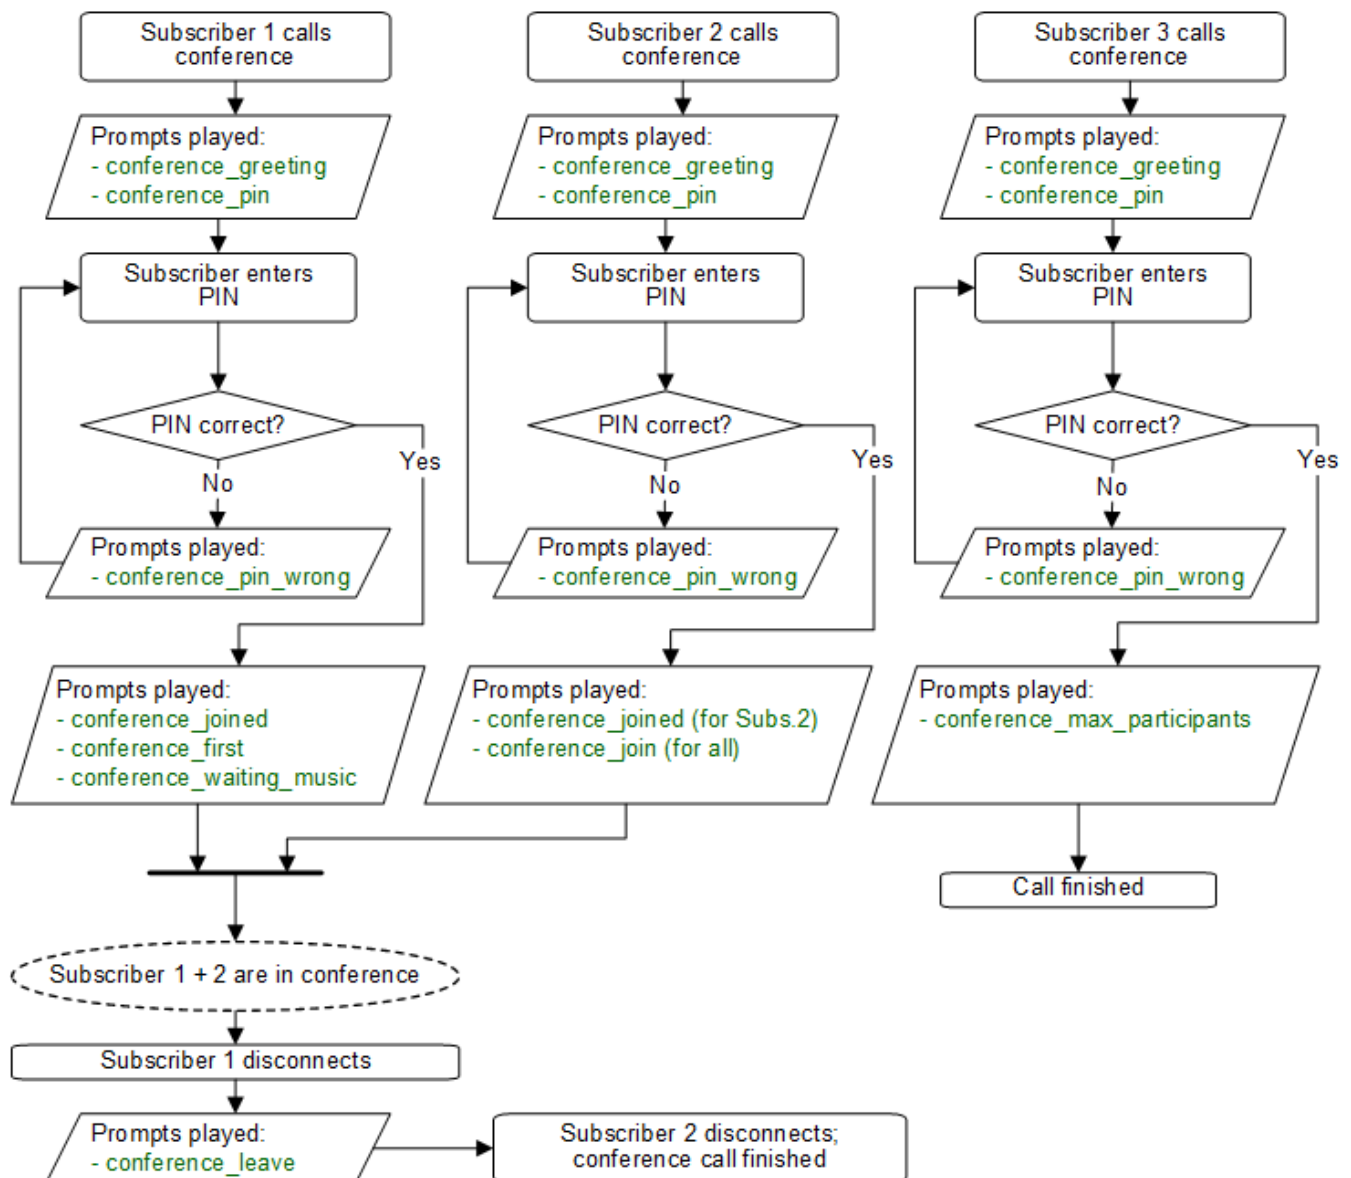 Subscriber 1 calls
conference
Prompts played:
- conference_greeting
- conference_pin
Subscriber enters
PIN
PIN correct?
Yes
No
Prompts played:
- conference_pin_wrong
Prompts played:
- conference_joined
- conference_first
- conference_waiting_music
Subscriber 2 calls
conference
Prompts played:
- conference_greeting
- conference_pin
Subscriber enters
PIN
PIN correct?
Yes
No
Prompts played:
- conference_pin_wrong
Prompts played:
- conference_joined (for Subs.2)
- conference_join (for all)
Subscriber 3 calls
conference
Prompts played:
- conference_greeting
- conference_pin
Subscriber enters
PIN
PIN correct?
Yes
No
Prompts played:
- conference_pin_wrong
Prompts played:
- conference_max_participants
Call finished
Subscriber 1 + 2 are in conference
Subscriber 1 disconnects
Prompts played:
- conference_leave
Subscriber 2 disconnects;
conference call finished